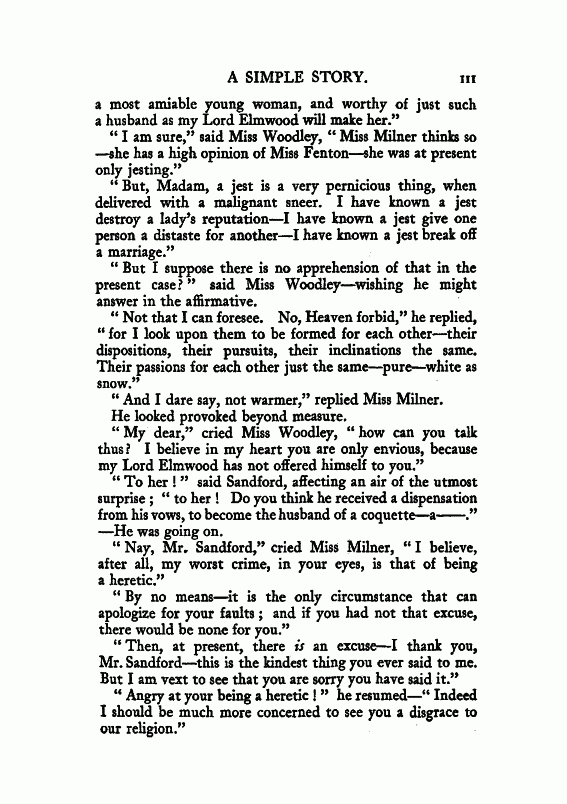 A SIMPLE STORY. 111
a most amiable young woman, and worthy of just such
a husband as my Lord Elmwood will make her.”
“ I am sure,” said Miss Woodley, “ Miss Milner thinks so
—she has a high opinion of Miss Fenton—she was at present
only jesting.”
“ But, Madam, a jest is a very pernicious thing, when
delivered with a malignant sneer. I have known a jest
destroy a lady’s reputation—I have known a jest give one
person a distaste for another—I have known a jest break off
a marriage.”
“ But I suppose there is no apprehension of that in the
present case ? ” said Miss Woodley—wishing he might
answer in the affirmative.
“ Not that I can foresee. No, Heaven forbid,” he replied,
“ for I look upon them to be formed for each other—their
dispositions, their pursuits, their inclinations the same.
Their passions for each other just the same—pure—white as
snow.”
“ And I dare say, not warmer,” replied Miss Milner.
He looked provoked beyond measure.
“ My dear,” cried Miss Woodley, “ how can you talk
thus ? I believe in my heart you are only envious, because
my Lord Elmwood has not offered himself to you.”
“ To her ! ” said Sandford, affecting an air of the utmost
surprise ; “ to her ! Do you think he received a dispensation
from his vows, to become the husband of a coquette—a——.”
—He was going on.
“ Nay, Mr. Sandford,” cried Miss Milner, “ I believe,
after all, my worst crime, in your eyes, is that of being
a heretic.”
“ By no means—it is the only circumstance that can
apologize for your faults ; and if you had not that excuse,
there would be none for you.”
“ Then, at present, there is an excuse—I thank you,
Mr. Sandford—this is the kindest thing you ever said to me.
But I am vext to see that you are sorry you have said it.”
“ Angry at your being a heretic ! ” he resumed—“ Indeed
I should be much more concerned to see you a disgrace to
our religion.”